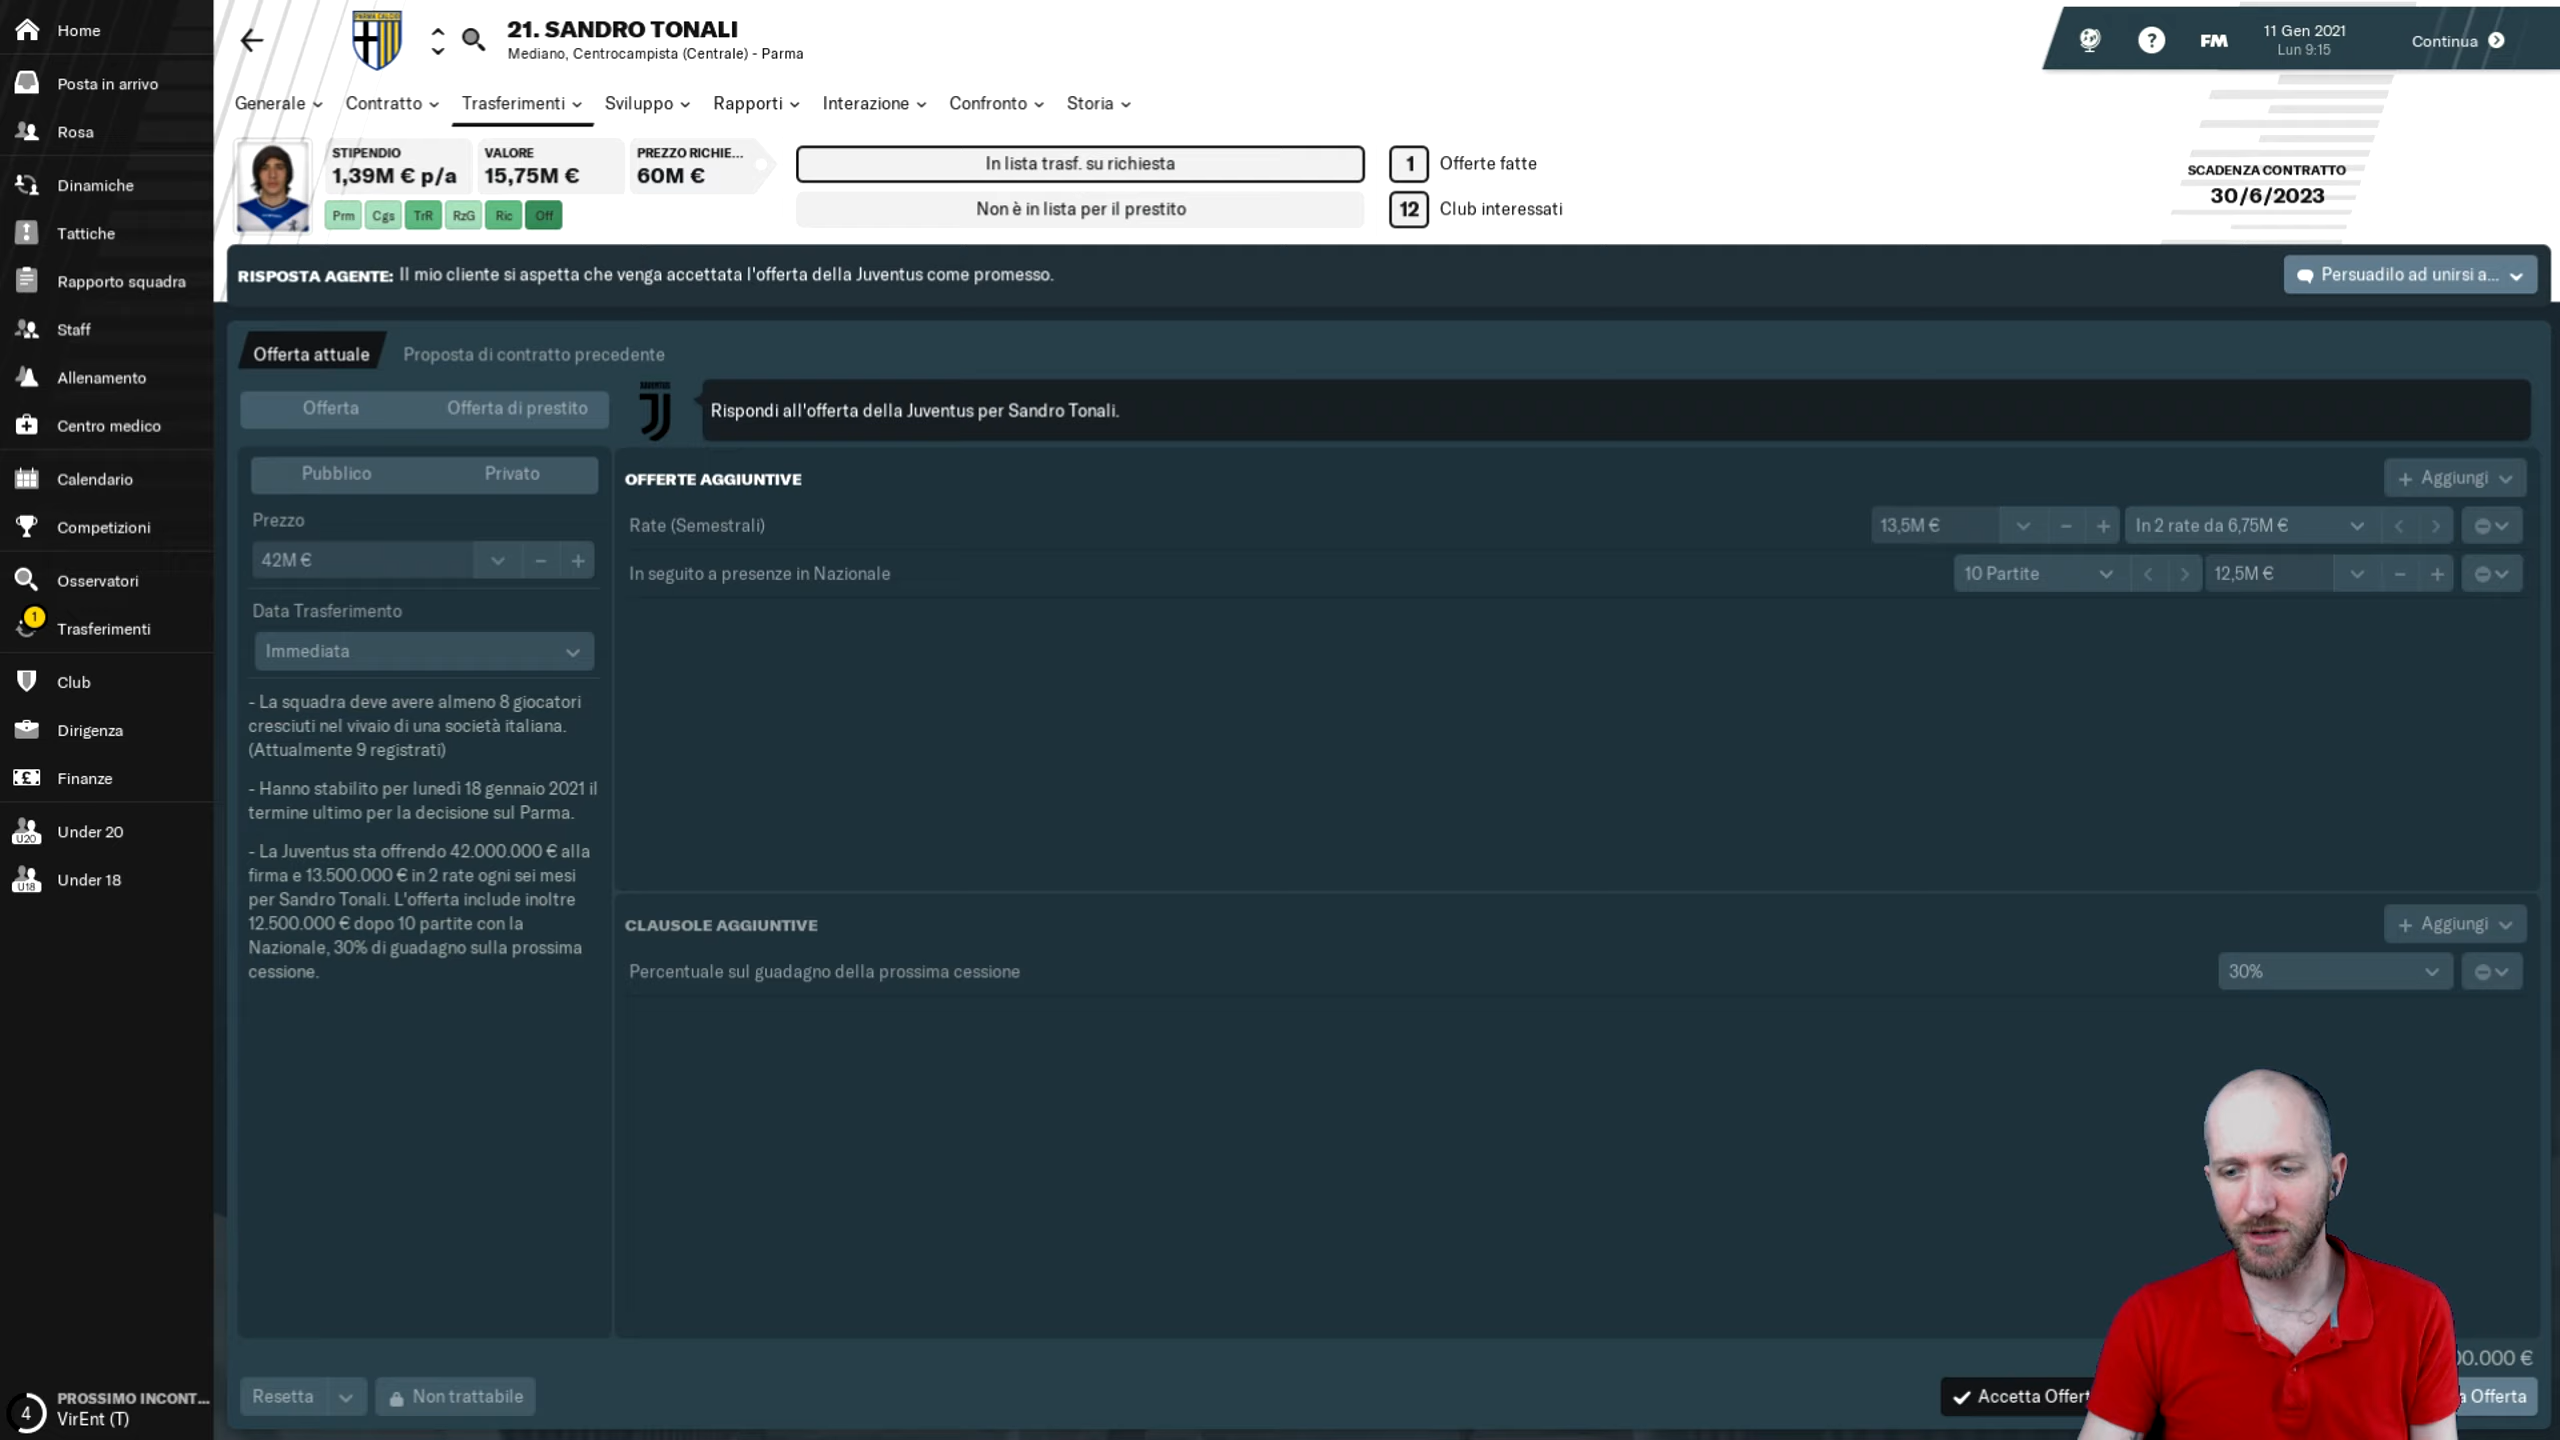 Home
Posta in arrivo
Rosa
Dinamiche
Tattiche
Rapporto squadra
Staff
Allenamento
Centro medico
Calendario
Competizioni
Osservatori
1
Trasferimenti
Club
Dirigenza
Finanze
U20
Under 20
U18
Under 18
4
PROSSIMO INCONT...
VirEnt (T)
21. SANDRO TONALI
Mediano, Centrocampista (Centrale) - Parma
?
FM
11 Gen 2021
Lun 9:15
Continua
Generale
Contratto
Trasferimenti
Sviluppo
Rapporti
Interazione
Confronto
Storia
STIPENDIO
1,39M € p/a
VALORE
15,75M €
PREZZO RICHIE...
60M €
Prm
Cgs
TrR
RzG
Ric
Off
In lista trasf. su richiesta
Non è in lista per il prestito
1 Offerte fatte
12 Club interessati
SCADENZA CONTRATTO
30/6/2023
RISPOSTA AGENTE: Il mio cliente si aspetta che venga accettata l'offerta della Juventus come promesso.
Persuadilo ad unirsi a...
Offerta attuale
Proposta di contratto precedente
Offerta
Offerta di prestito
JUVENTUS
Rispondi all'offerta della Juventus per Sandro Tonali.
Pubblico
Privato
Prezzo
42M €
Data Trasferimento
Immediata
- La squadra deve avere almeno 8 giocatori
cresciuti nel vivaio di una società italiana.
(Attualmente 9 registrati)
- Hanno stabilito per lunedì 18 gennaio 2021 il
termine ultimo per la decisione sul Parma.
- La Juventus sta offrendo 42.000.000 € alla
firma e 13.500.000 € in 2 rate ogni sei mesi
per Sandro Tonali. L'offerta include inoltre
12.500.000 € dopo 10 partite con la
Nazionale, 30% di guadagno sulla prossima
cessione.
OFFERTE AGGIUNTIVE
+ Aggiungi
Rate (Semestrali)
13,5M €
In 2 rate da 6,75M €
In seguito a presenze in Nazionale
10 Partite
12,5M €
CLAUSOLE AGGIUNTIVE
+ Aggiungi
Percentuale sul guadagno della prossima cessione
30%
00.000 €
Resetta
Non trattabile
Accetta Offert
Offerta